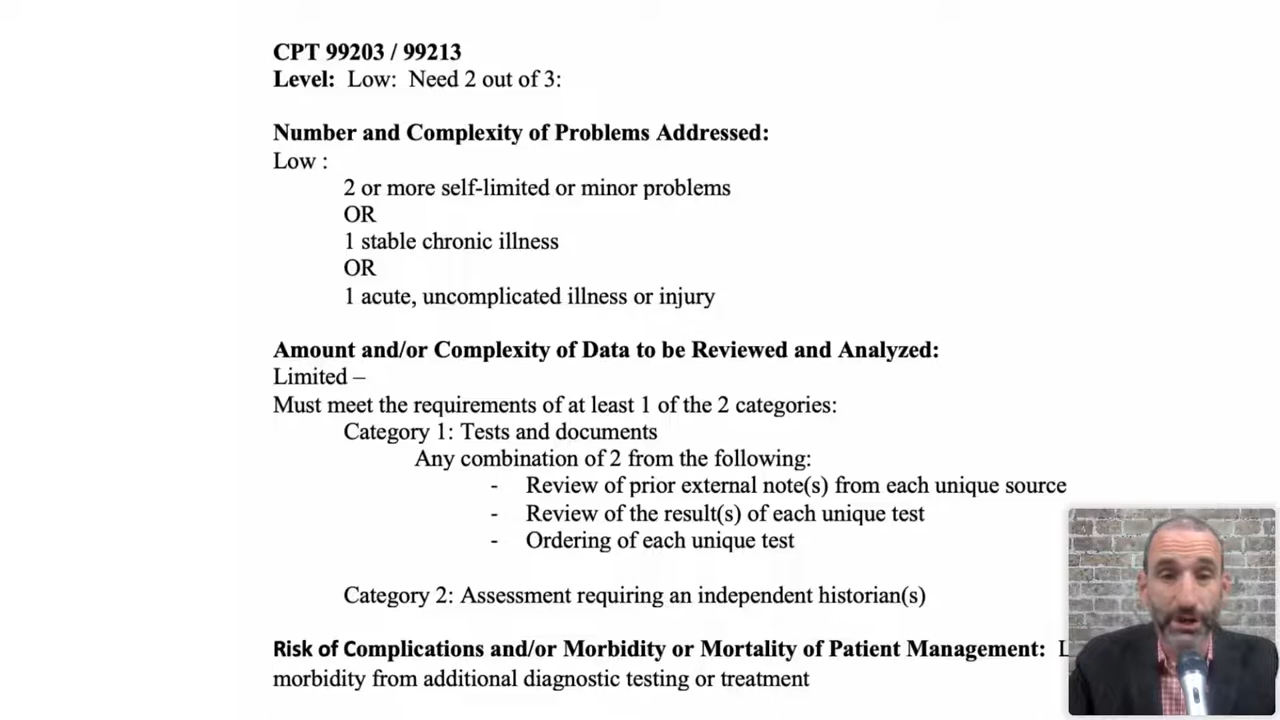 CPT 99203 / 99213
Level: Low: Need 2 out of 3:
Number and Complexity of Problems Addressed:
Low :
2 or more self-limited or minor problems
OR
1 stable chronic illness
OR
1 acute, uncomplicated illness or injury
Amount and/or Complexity of Data to be Reviewed and Analyzed:
Limited –
Must meet the requirements of at least 1 of the 2 categories:
Category 1: Tests and documents
Any combination of 2 from the following:
- Review of prior external note(s) from each unique source
- Review of the result(s) of each unique test
- Ordering of each unique test
Category 2: Assessment requiring an independent historian(s)
Risk of Complications and/or Morbidity or Mortality of Patient Management:
morbidity from additional diagnostic testing or treatment